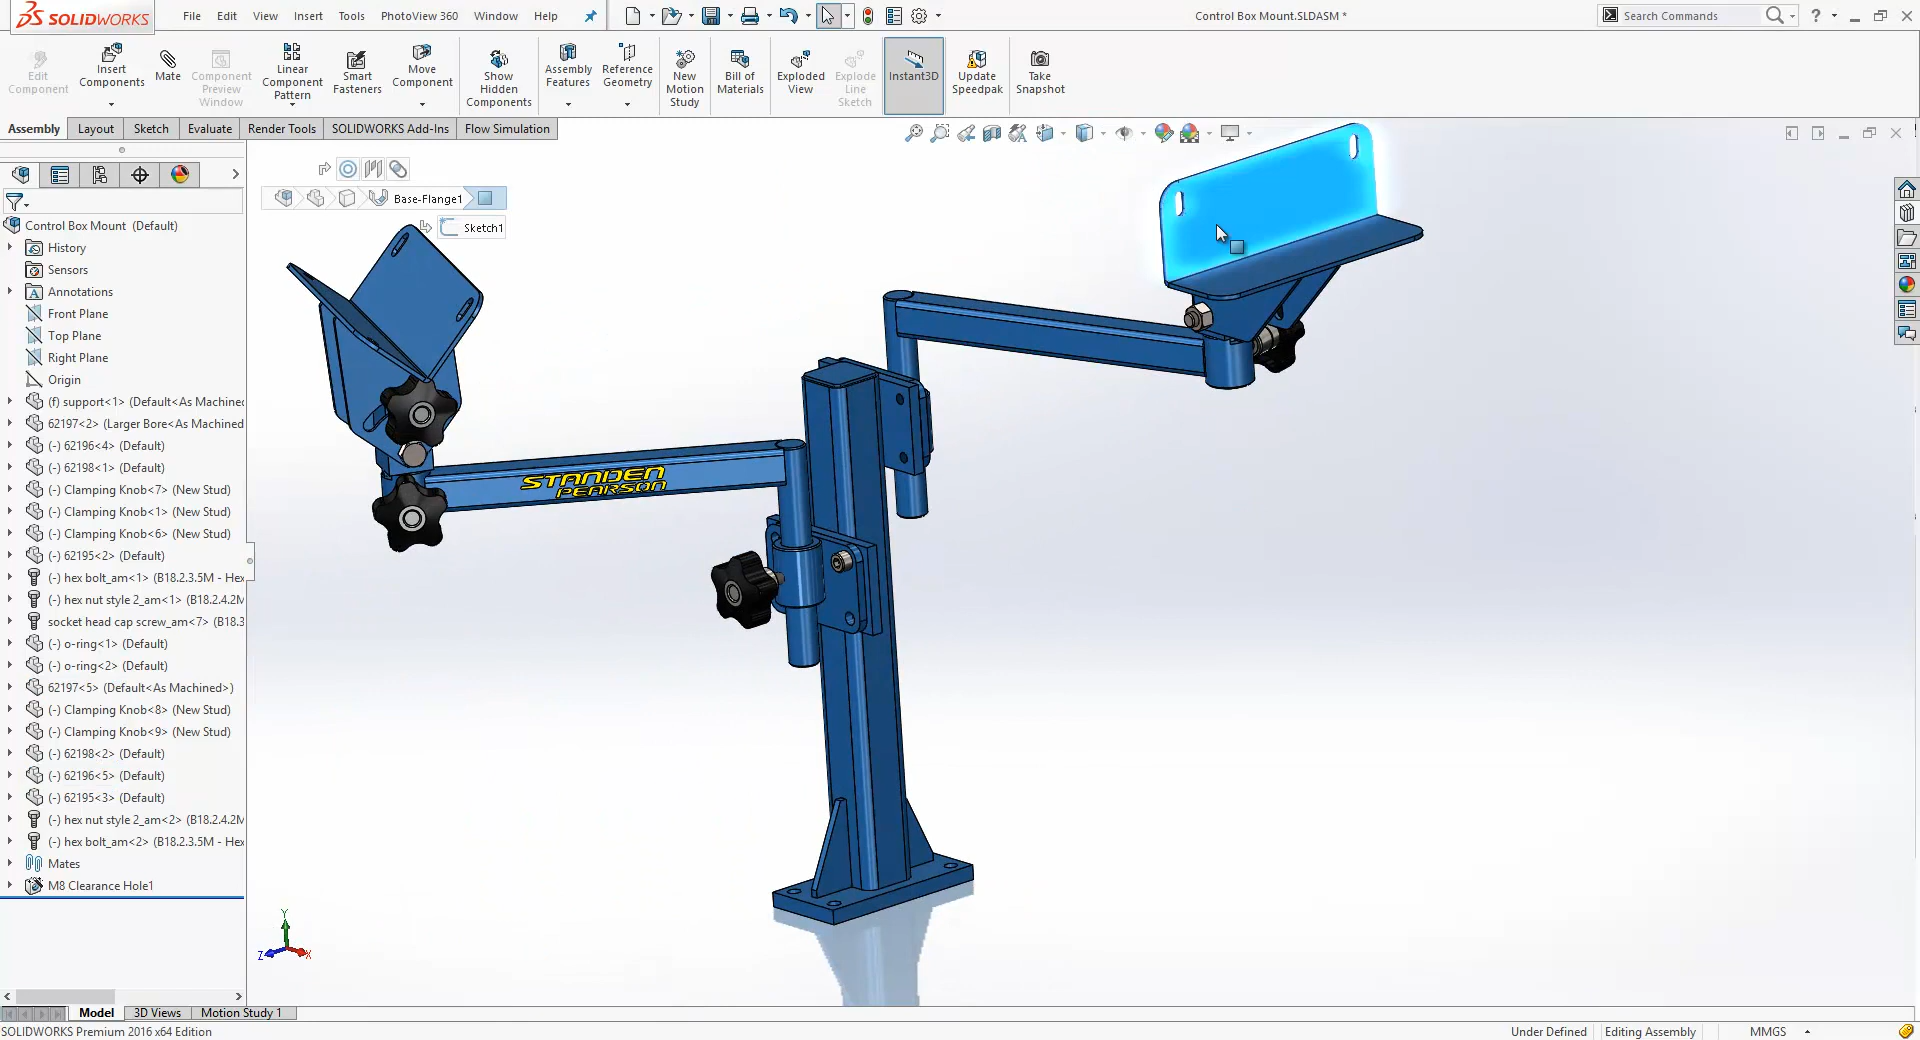 SOLIDWORKS
File Edit View Insert Tools PhotoView 360 Window Help
Control Box Mount.SLDASM *
Search Commands
?
Edit Component
Insert Components
Mate
Component Preview Window
Linear Component Pattern
Smart Fasteners
Move Component
Show Hidden Components
Assembly Features
Reference Geometry
New Motion Study
Bill of Materials
Exploded View
Explode Line Sketch
Instant3D
Update Speedpak
Take Snapshot
Assembly Layout Sketch Evaluate Render Tools SOLIDWORKS Add-Ins Flow Simulation
Base-Flange1
Sketch1
Control Box Mount (Default)
History
Sensors
A Annotations
Front Plane
Top Plane
Right Plane
Origin
(f) support<1> (Default<As Machined
62197<2> (Larger Bore<As Machined
(-) 62196<4> (Default)
(-) 62198<1> (Default)
(-) Clamping Knob<7> (New Stud)
(-) Clamping Knob<1> (New Stud)
(-) Clamping Knob<6> (New Stud)
(-) 62195<2> (Default)
(-) hex bolt_am<1> (B18.2.3.5M - Hex
(-) hex nut style 2_am<1> (B18.2.4.2M
socket head cap screw_am<7> (B18.3
(-) o-ring<1> (Default)
(-) o-ring<2> (Default)
62197<5> (Default<As Machined>)
(-) Clamping Knob<8> (New Stud)
(-) Clamping Knob<9> (New Stud)
(-) 62198<2> (Default)
(-) 62196<5> (Default)
(-) 62195<3> (Default)
(-) hex nut style 2_am<2> (B18.2.4.2M
(-) hex bolt_am<2> (B18.2.3.5M - Hex
Mates
M8 Clearance Hole1
STANDEN
PEARSON
Y
Z X
Model 3D Views Motion Study 1
SOLIDWORKS Premium 2016 x64 Edition
Under Defined Editing Assembly MMGS